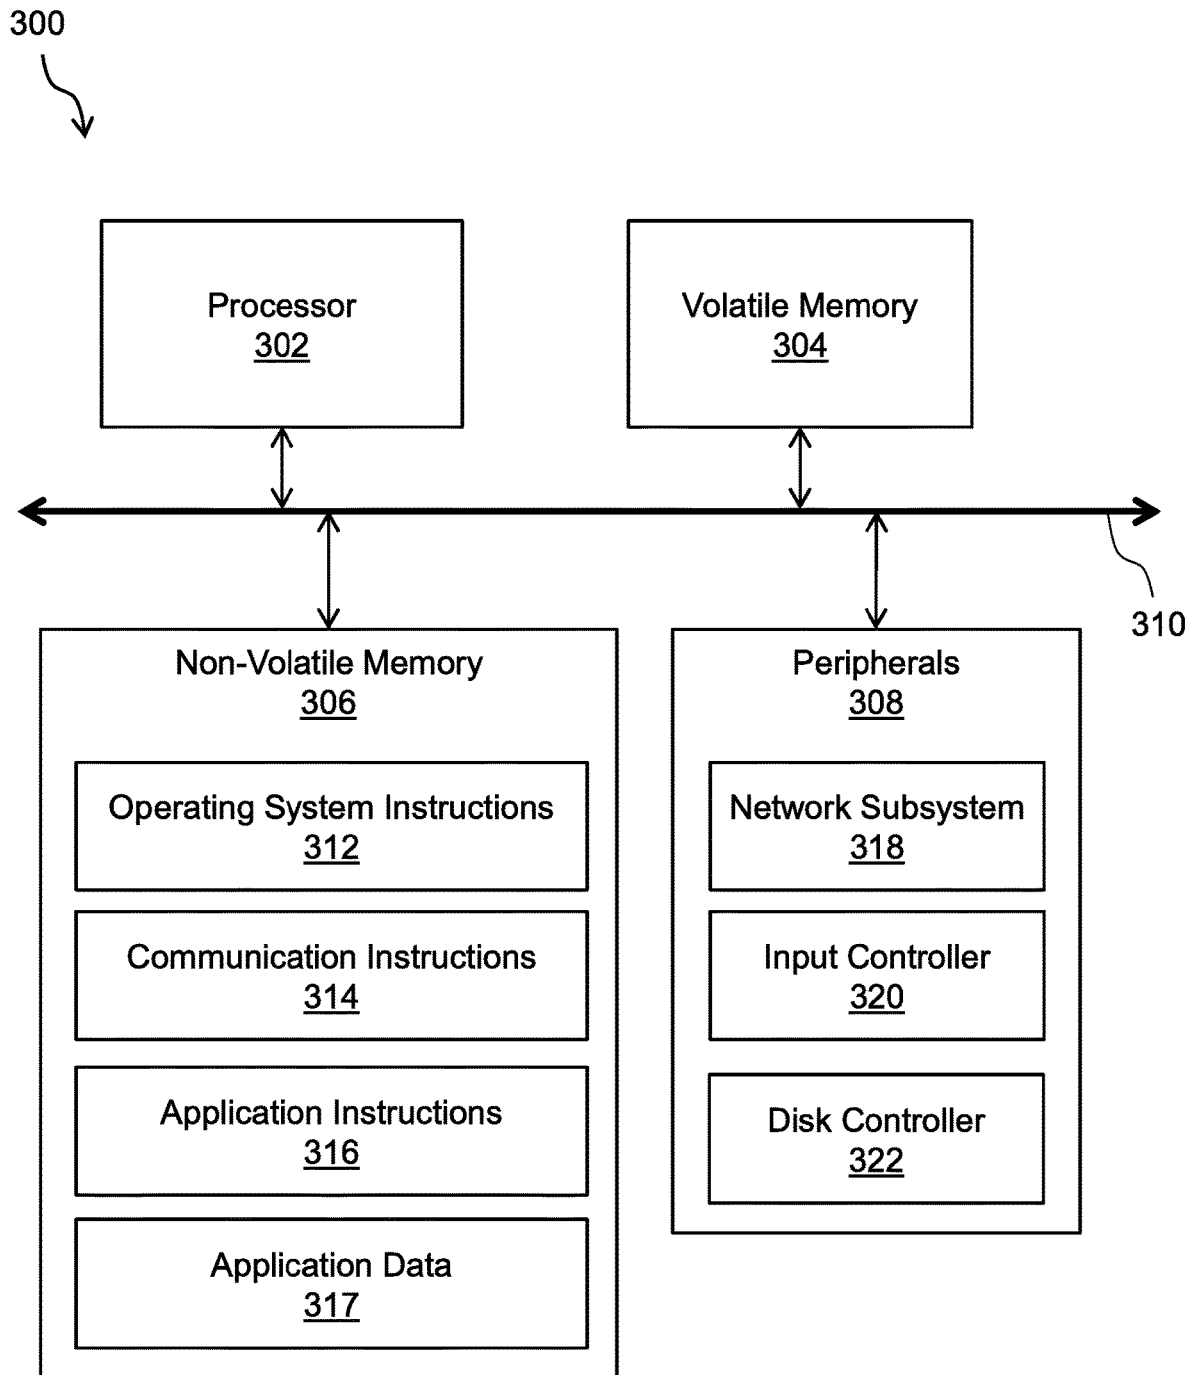 300
Processor
302
Volatile Memory
304
310
Non-Volatile Memory
306
Operating System Instructions
312
Communication Instructions
314
Application Instructions
316
Application Data
317
Peripherals
308
Network Subsystem
318
Input Controller
320
Disk Controller
322